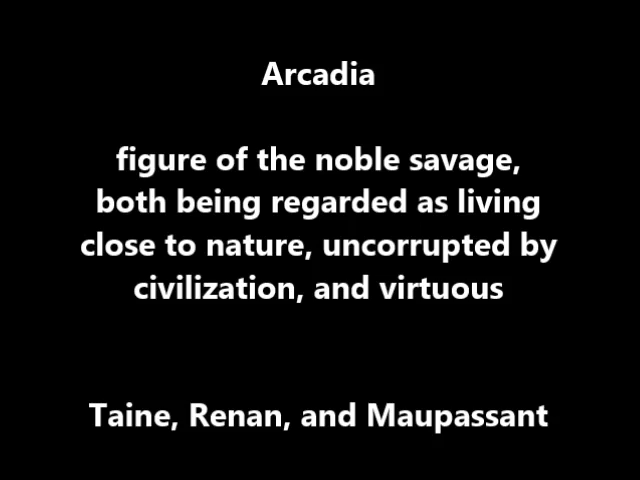 Arcadia
figure of the noble savage,
both being regarded as living
close to nature, uncorrupted by
civilization, and virtuous
Taine, Renan, and Maupassant